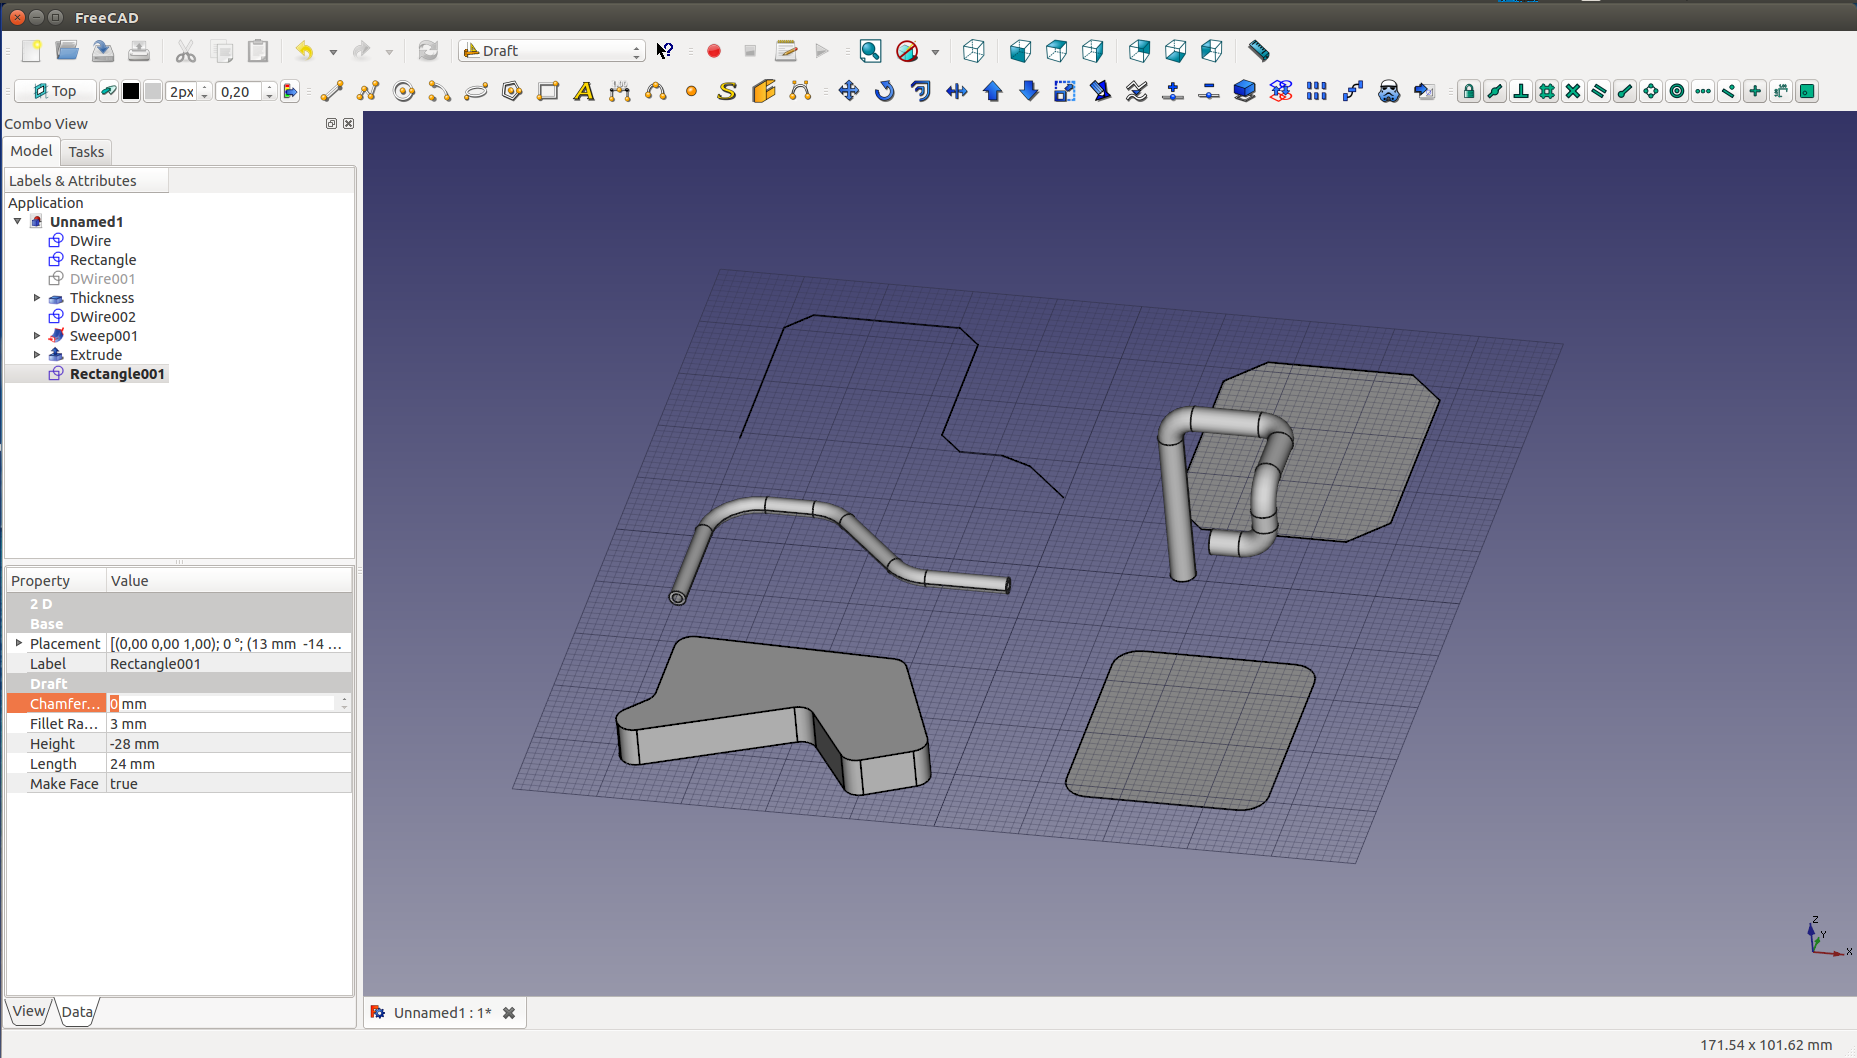 FreeCAD
Draft
Top
2px
0,20
Combo View
Model
Tasks
Labels & Attributes
Application
Unnamed1
DWire
Rectangle
DWire001
Thickness
DWire002
Sweep001
Extrude
Rectangle001
Property Value
2 D
Base
Placement [(0,00 0,00 1,00); 0 °; (13 mm -14 ...
Label Rectangle001
Draft
Chamfer... 0 mm
Fillet Ra... 3 mm
Height -28 mm
Length 24 mm
Make Face true
View
Data
Unnamed1 : 1*
Z
Y
X
171.54 x 101.62 mm